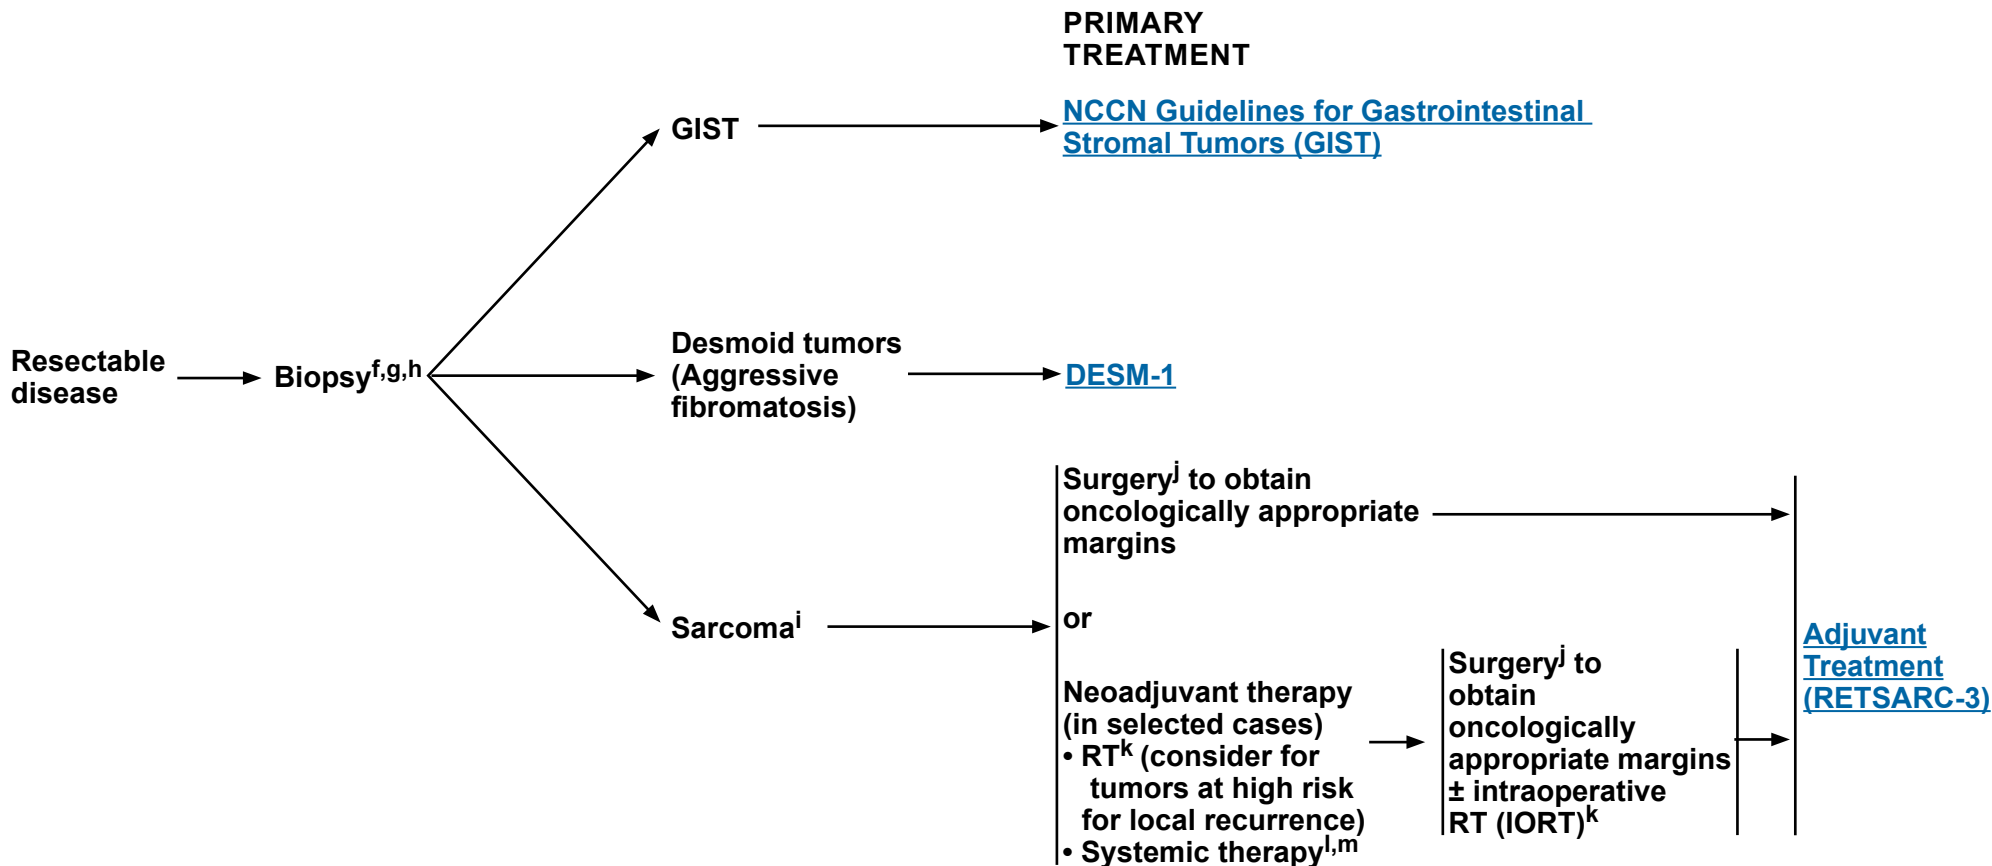 PRIMARY
TREATMENT
GIST
NCCN Guidelines for Gastrointestinal
Stromal Tumors (GIST)
Resectable
disease
Biopsyf,g,h
Desmoid tumors
(Aggressive
fibromatosis)
DESM-1
Sarcomai
Surgeryj to obtain
oncologically appropriate
margins
or
Neoadjuvant therapy
(in selected cases)
• RTk (consider for
tumors at high risk
for local recurrence)
• Systemic therapyl,m
Surgeryj to
obtain
oncologically
appropriate margins
± intraoperative
RT (IORT)k
Adjuvant
Treatment
(RETSARC-3)